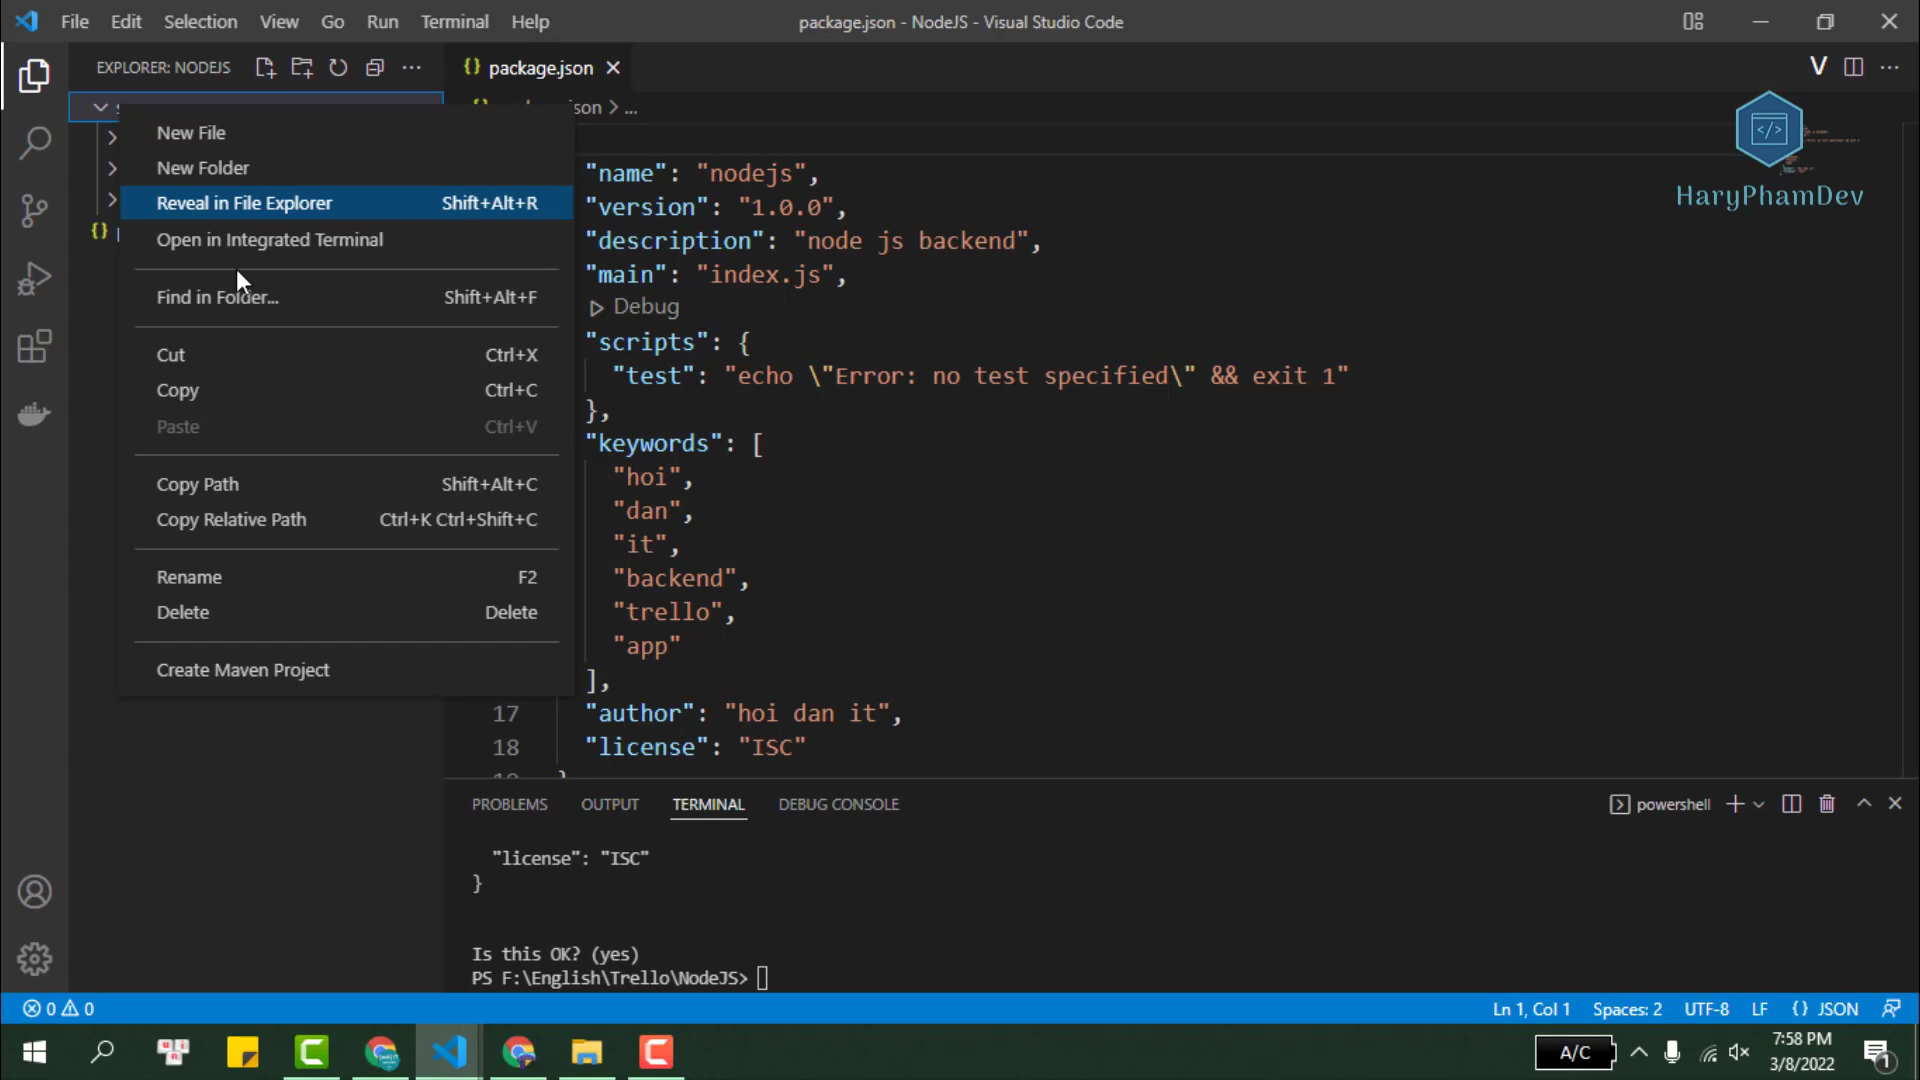 File Edit Selection View Go Run Terminal Help
package.json - NodeJS - Visual Studio Code
EXPLORER: NODEJS
{} package.json
json > ...
HaryPhamDev
New File
New Folder
Reveal in File Explorer Shift+Alt+R
Open in Integrated Terminal
Find in Folder... Shift+Alt+F
Cut Ctrl+X
Copy Ctrl+C
Paste Ctrl+V
Copy Path Shift+Alt+C
Copy Relative Path Ctrl+K Ctrl+Shift+C
Rename F2
Delete Delete
Create Maven Project
"name": "nodejs",
"version": "1.0.0",
"description": "node js backend",
"main": "index.js",
Debug
"scripts": {
"test": "echo \"Error: no test specified\" && exit 1"
},
"keywords": [
"hoi",
"dan",
"it",
"backend",
"trello",
"app"
],
17 "author": "hoi dan it",
18 "license": "ISC"
PROBLEMS OUTPUT TERMINAL DEBUG CONSOLE
powershell
"license": "ISC"
}
Is this OK? (yes)
PS F:\English\Trello\NodeJS>
0 0
Ln 1, Col 1 Spaces: 2 UTF-8 LF {} JSON
A/C
7:58 PM
3/8/2022
1